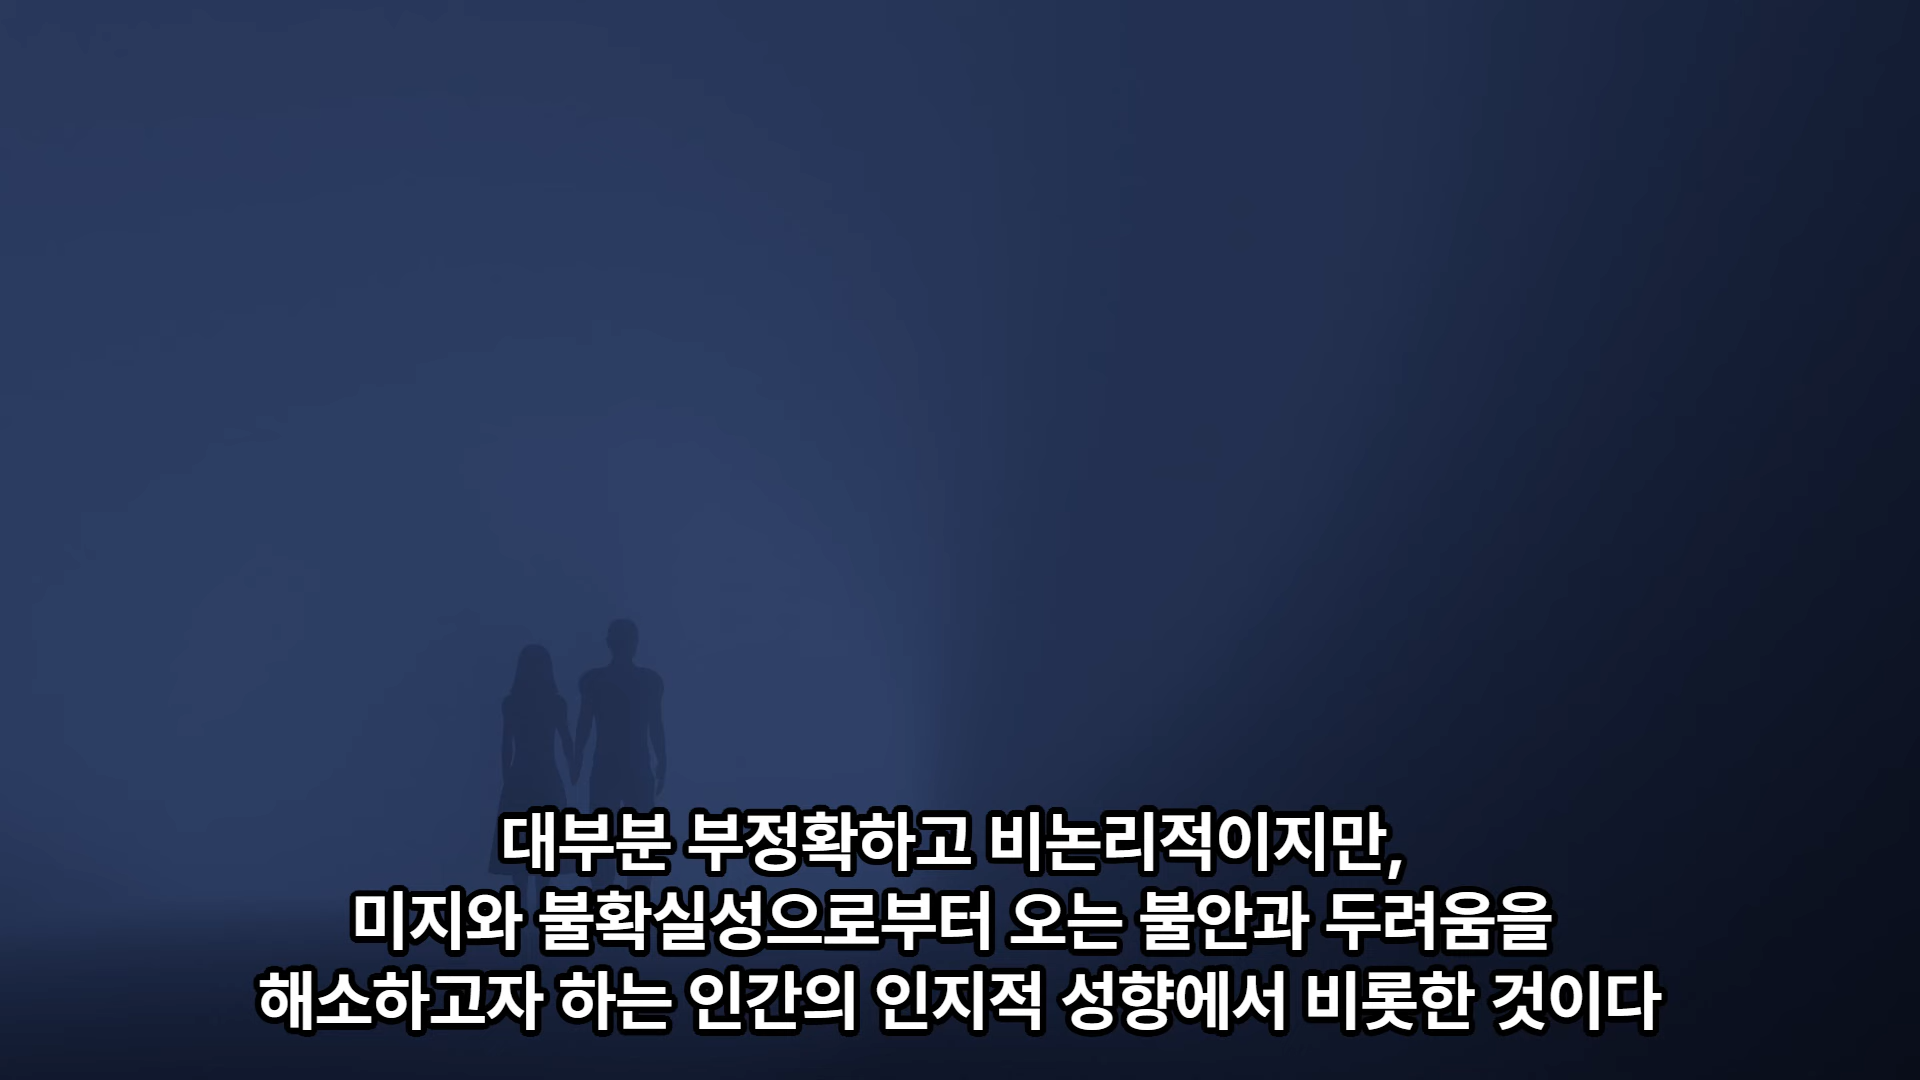 대부분 부정확하고 비논리적이지만,
미지와 불확실성으로부터 오는 불안과 두려움을
해소하고자 하는 인간의 인지적 성향에서 비롯한 것이다